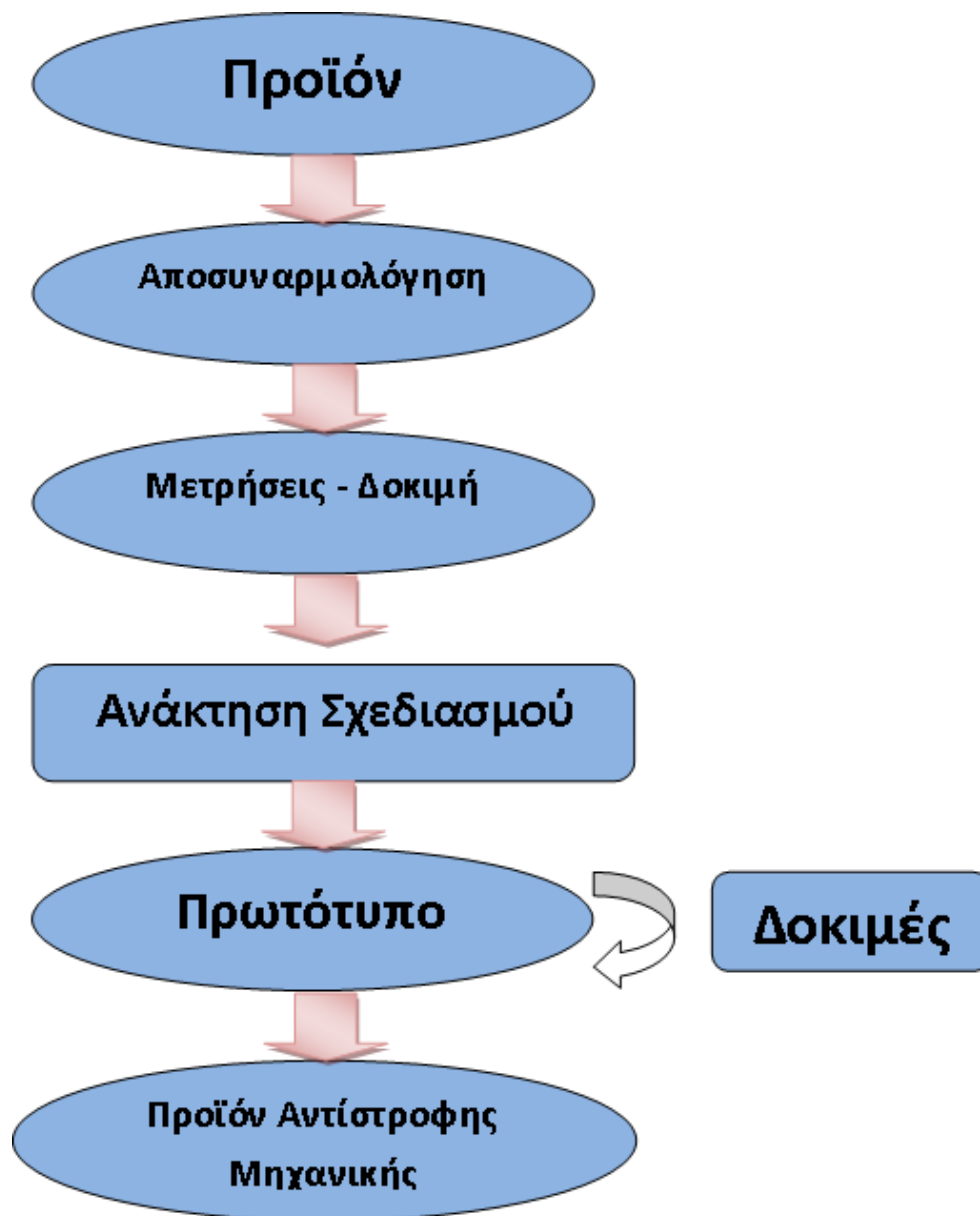 Προϊόν
Αποσυναρμολόγηση
Μετρήσεις - Δοκιμή
Ανάκτηση Σχεδιασμού
Πρωτότυπο
Δοκιμές
Προϊόν Αντίστροφης
Μηχανικής